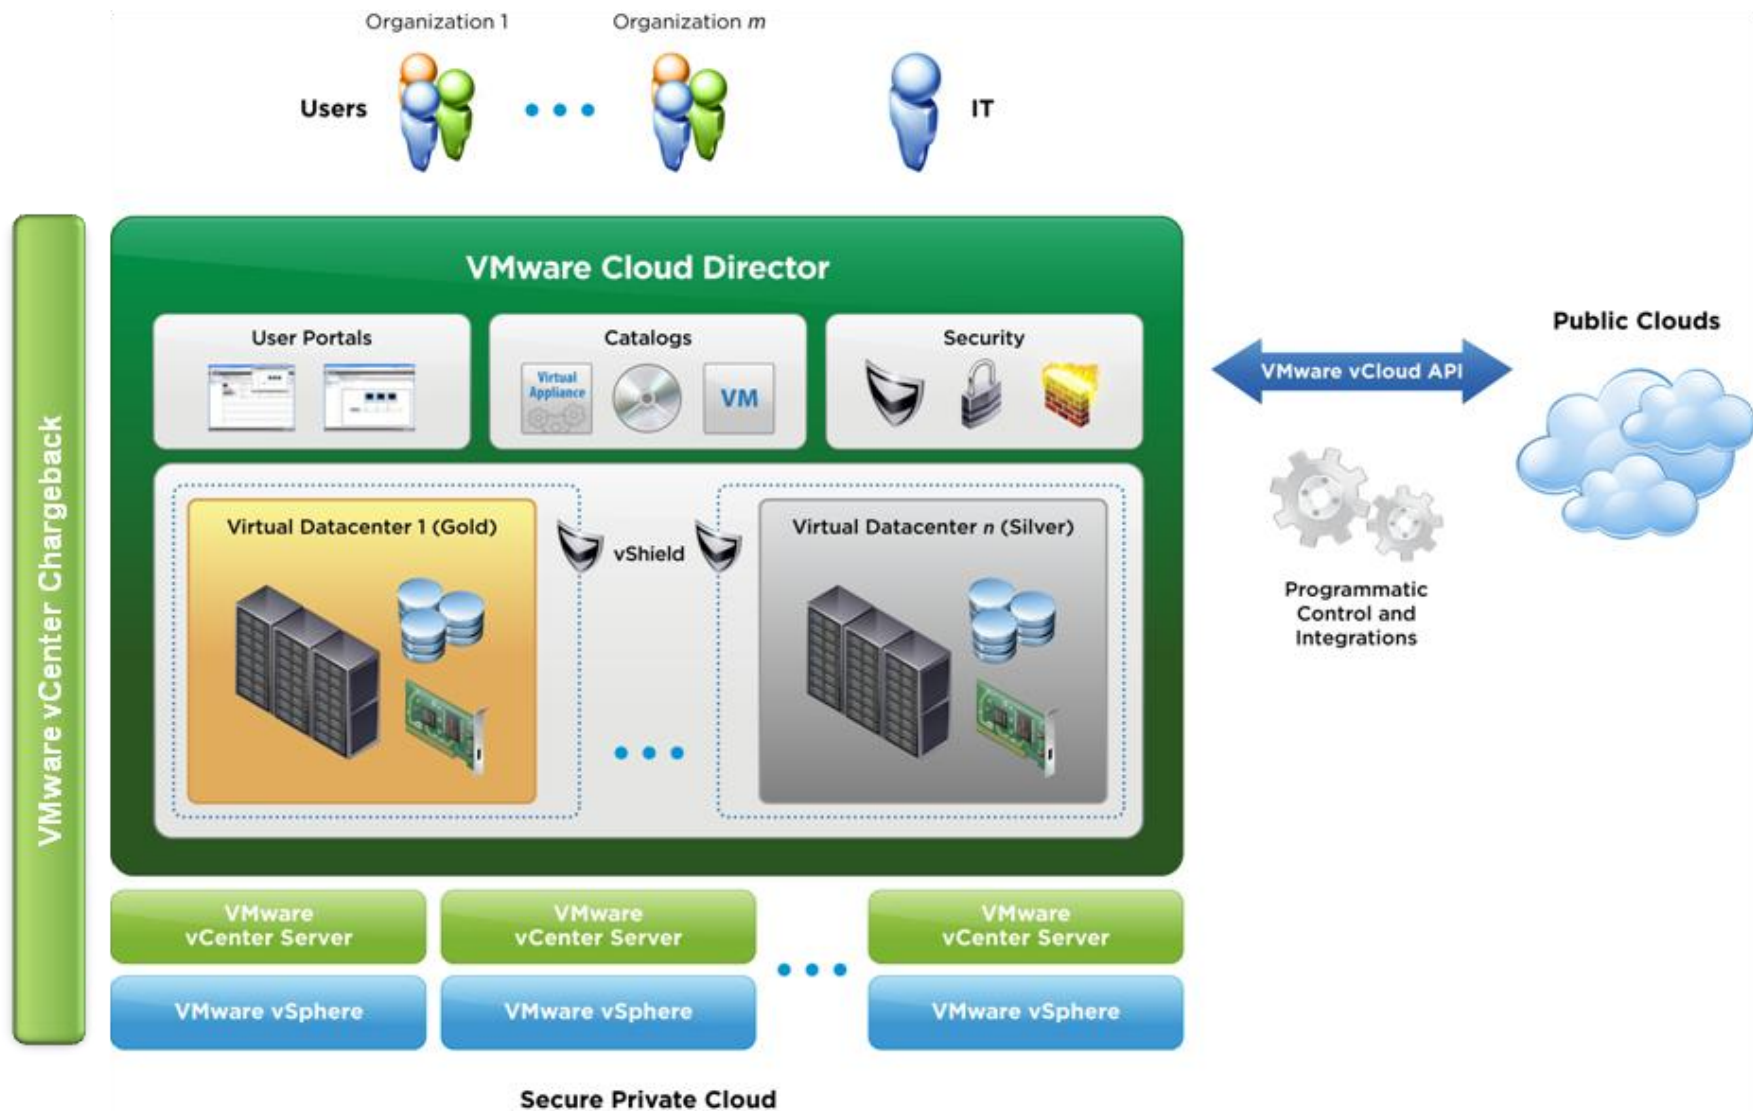 Organization 1
Organization m
Users
IT
VMware vCenter Chargeback
VMware Cloud Director
User Portals
Catalogs
Virtual
Appliance
VM
Security
Virtual Datacenter 1 (Gold)
vShield
Virtual Datacenter n (Silver)
VMware
vCenter Server
VMware
vCenter Server
VMware
vCenter Server
VMware vSphere
VMware vSphere
VMware vSphere
Secure Private Cloud
VMware vCloud API
Public Clouds
Programmatic
Control and
Integrations